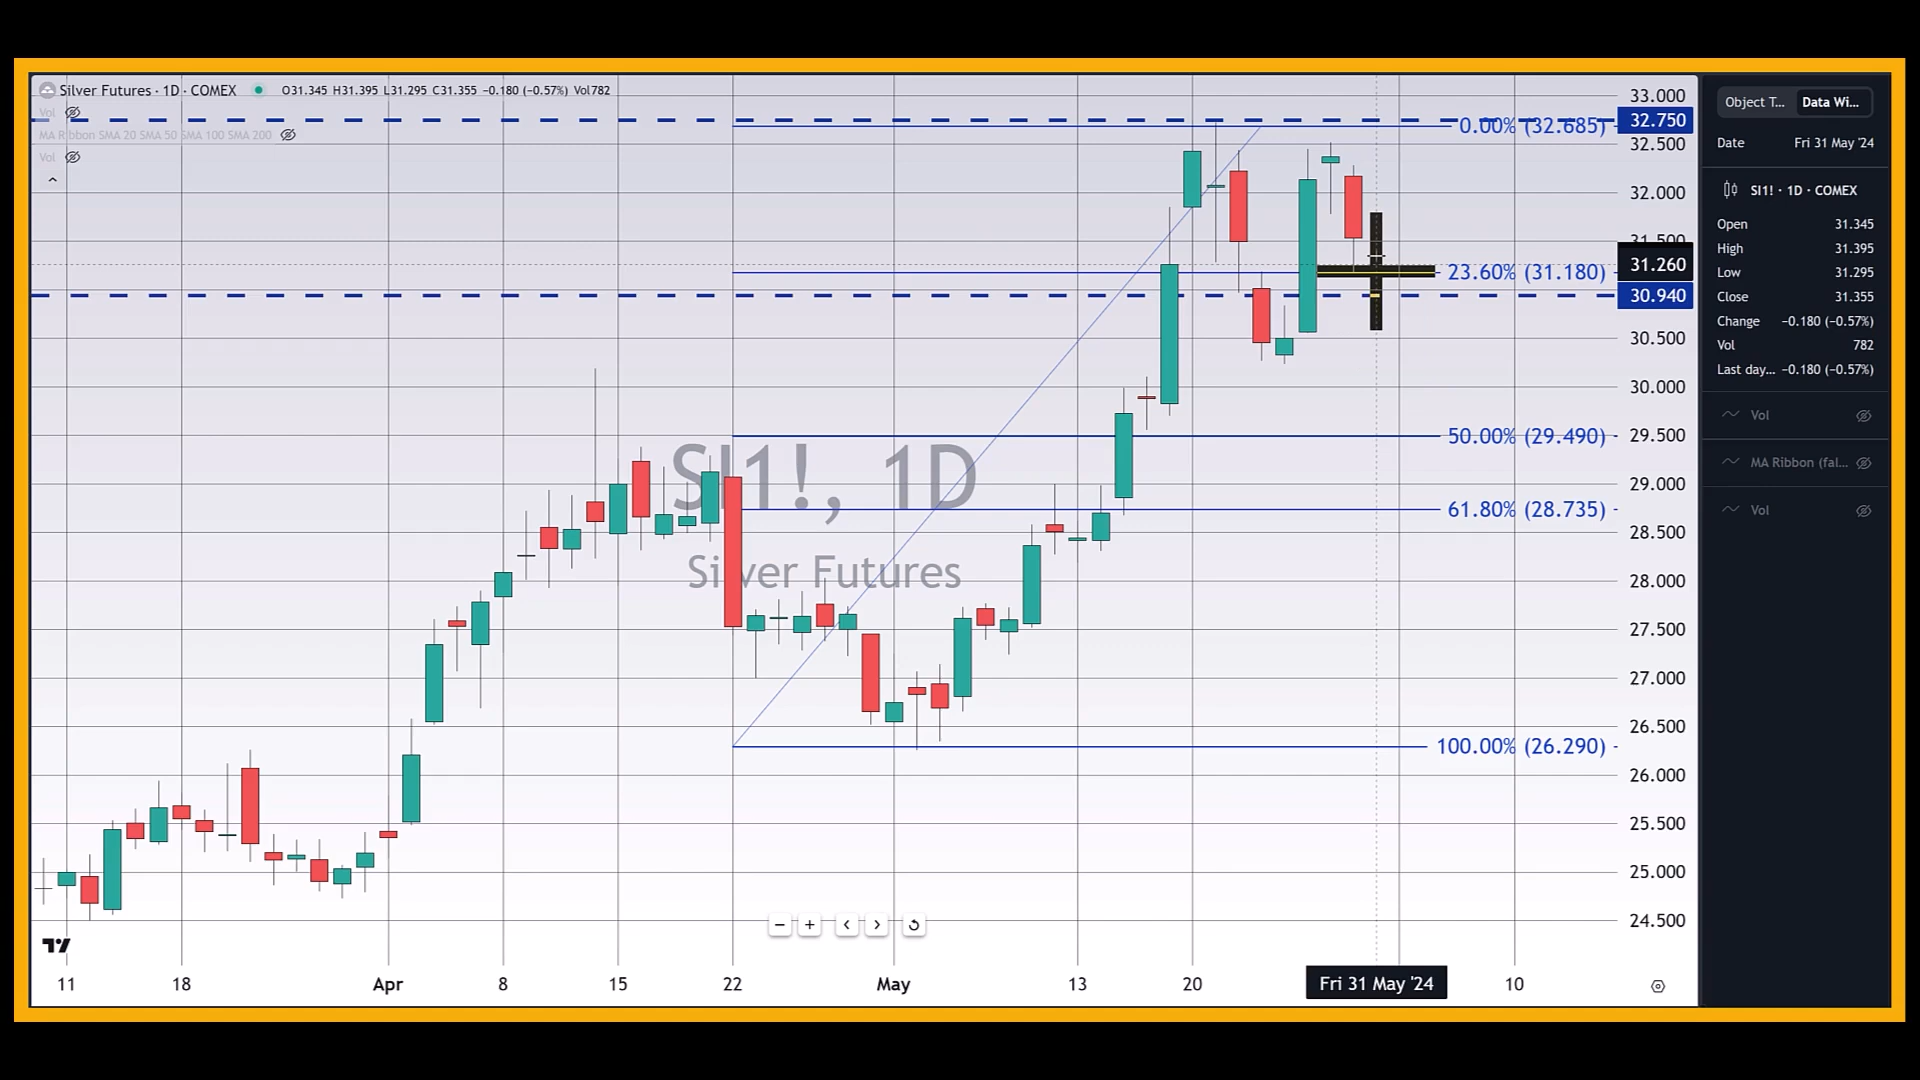 Silver Futures · 1D · COMEX O31.345 H31.395 L31.295 C31.355 −0.180 (−0.57%) Vol782
Vol
MA Ribbon SMA 20 SMA 50 SMA 100 SMA 200
Vol
SI1!, 1D
Silver Futures
0.00% (32.685)
23.60% (31.180)
50.00% (29.490)
61.80% (28.735)
100.00% (26.290)
33.000
32.750
32.500
32.000
31.500
31.260
30.940
30.500
30.000
29.500
29.000
28.500
28.000
27.500
27.000
26.500
26.000
25.500
25.000
24.500
11 18 Apr 8 15 22 May 13 20 Fri 31 May '24 10
Object T... Data Wi...
Date Fri 31 May '24
SI1! · 1D · COMEX
Open 31.345
High 31.395
Low 31.295
Close 31.355
Change −0.180 (−0.57%)
Vol 782
Last day... −0.180 (−0.57%)
Vol
MA Ribbon (fal...
Vol